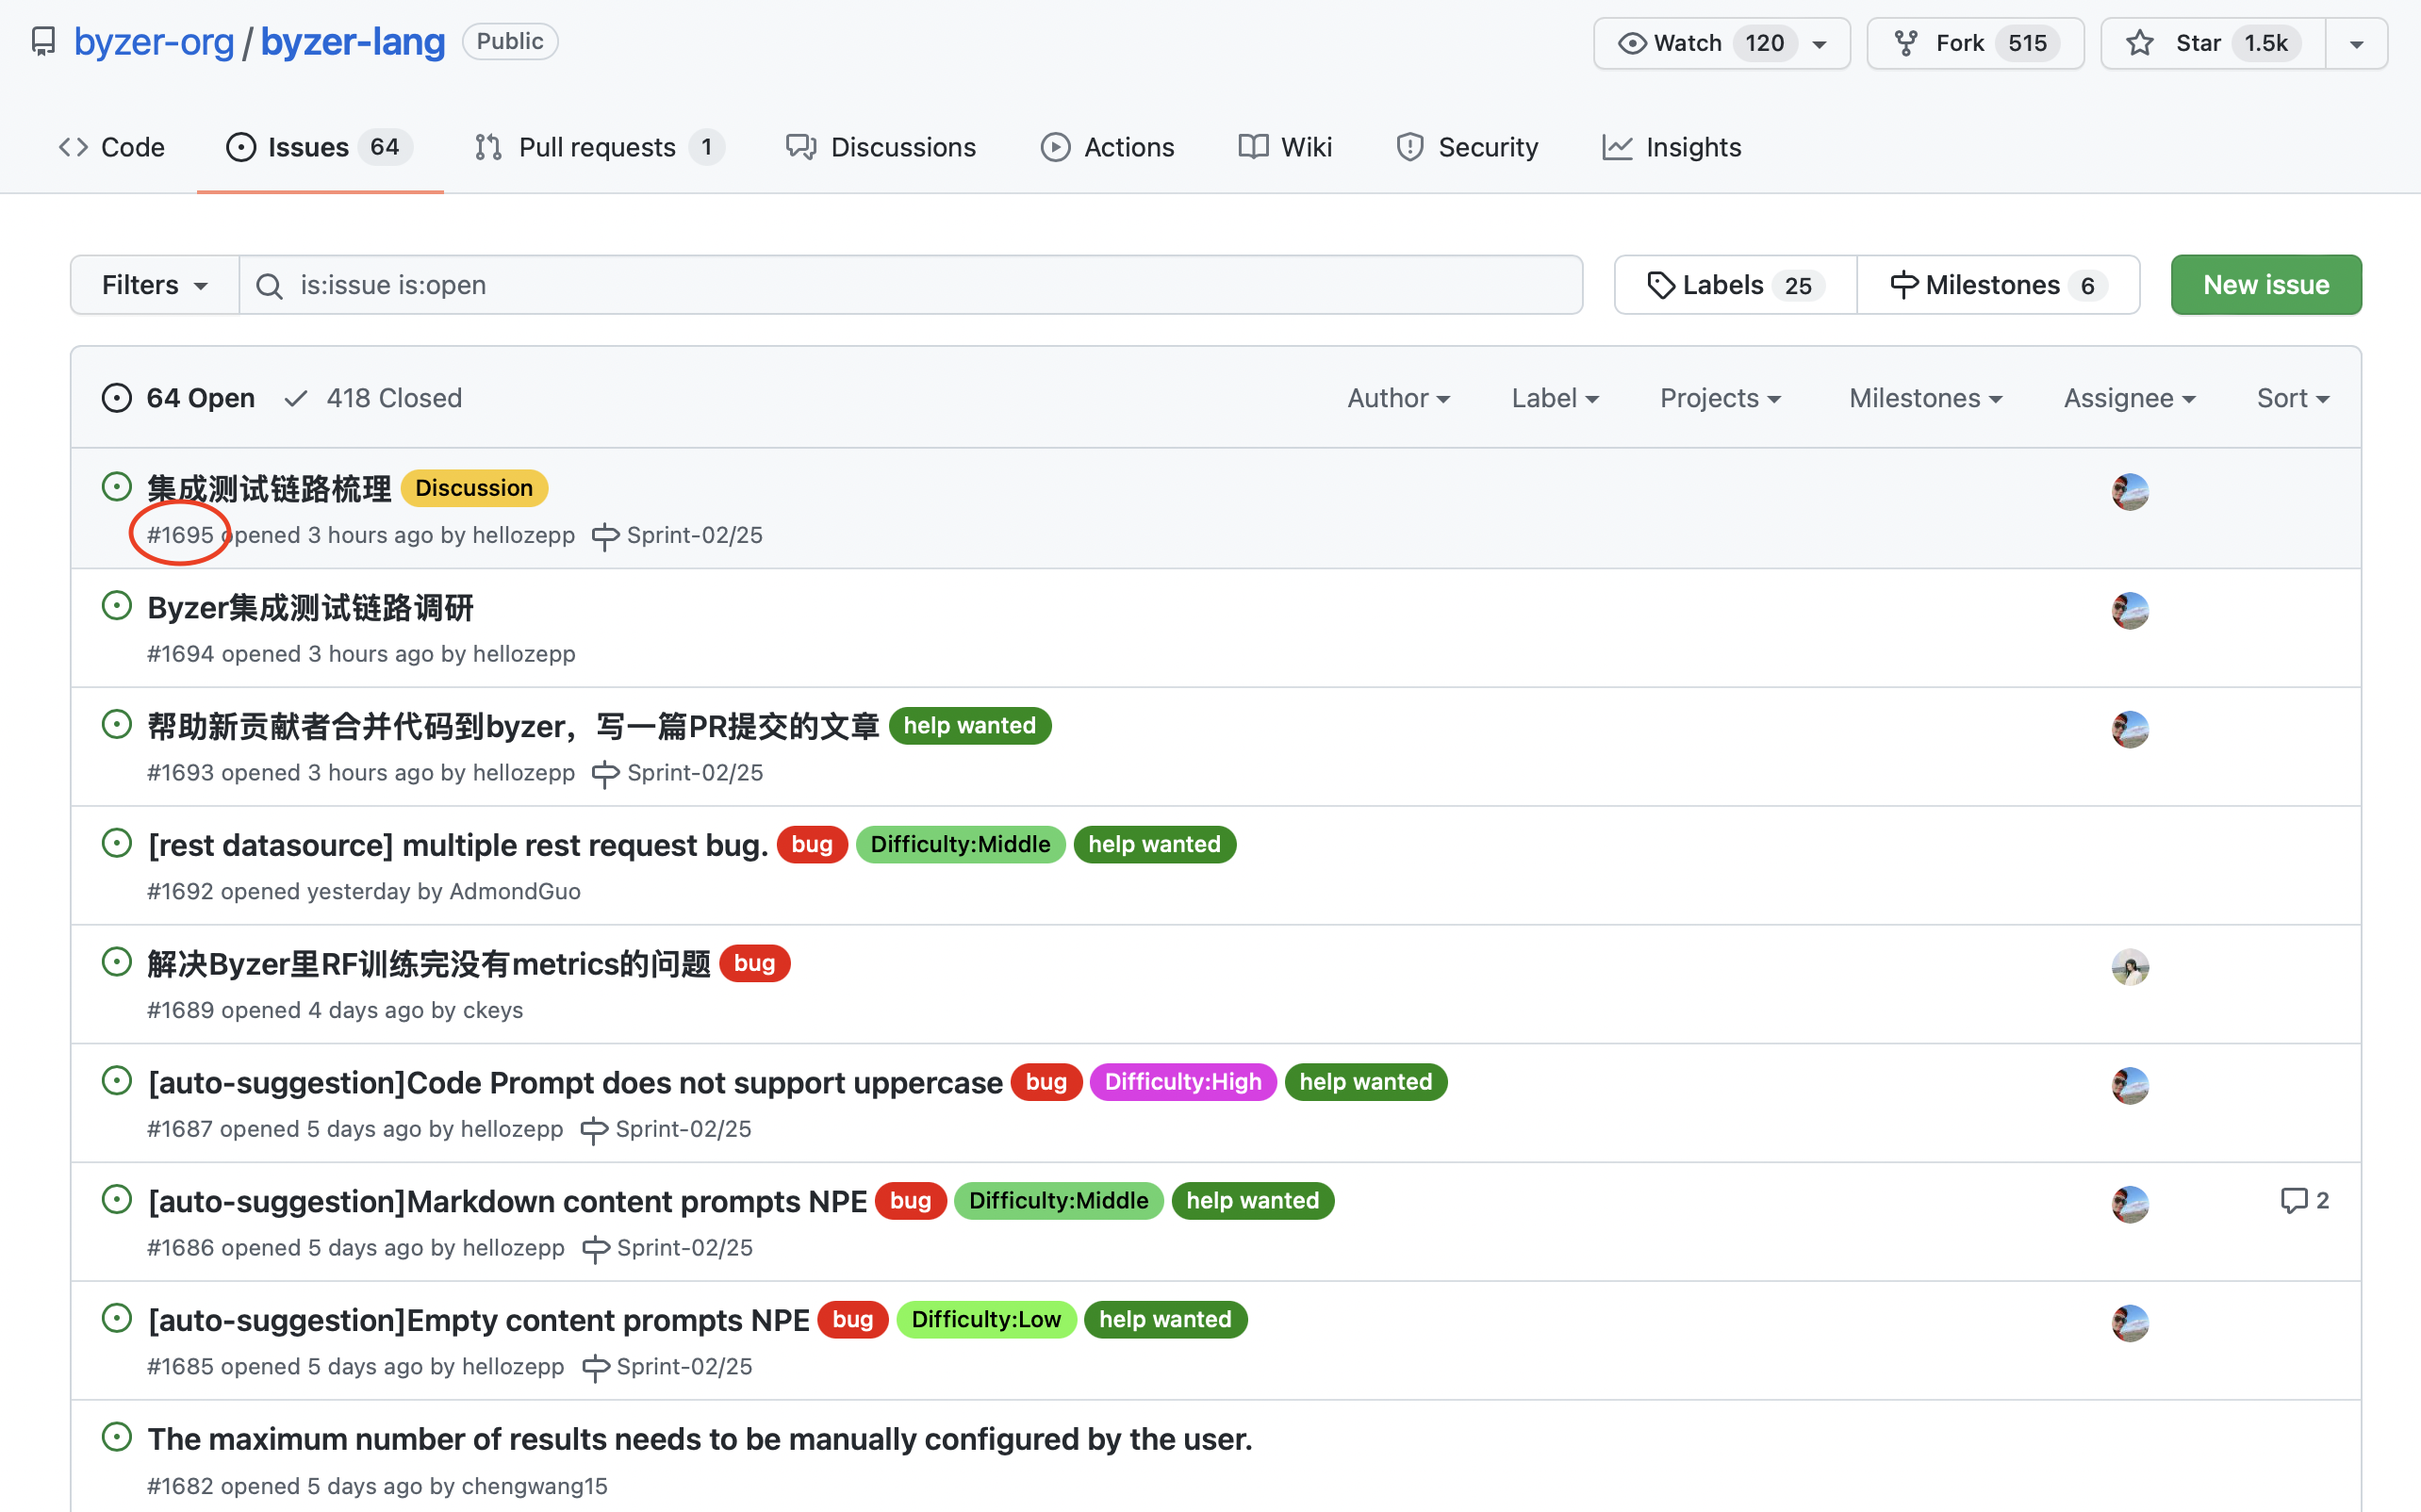 byzer-org / byzer-lang Public Watch 120 Fork 515 Star 1.5k
Code Issues 64 Pull requests 1 Discussions Actions Wiki Security Insights
Filters is:issue is:open Labels 25 Milestones 6 New issue
64 Open 418 Closed Author Label Projects Milestones Assignee Sort
集成测试链路梳理 Discussion
#1695 opened 3 hours ago by hellozepp Sprint-02/25
Byzer集成测试链路调研
#1694 opened 3 hours ago by hellozepp
帮助新贡献者合并代码到byzer，写一篇PR提交的文章 help wanted
#1693 opened 3 hours ago by hellozepp Sprint-02/25
[rest datasource] multiple rest request bug. bug Difficulty:Middle help wanted
#1692 opened yesterday by AdmondGuo
解决Byzer里RF训练完没有metrics的问题 bug
#1689 opened 4 days ago by ckeys
[auto-suggestion]Code Prompt does not support uppercase bug Difficulty:High help wanted
#1687 opened 5 days ago by hellozepp Sprint-02/25
[auto-suggestion]Markdown content prompts NPE bug Difficulty:Middle help wanted 2
#1686 opened 5 days ago by hellozepp Sprint-02/25
[auto-suggestion]Empty content prompts NPE bug Difficulty:Low help wanted
#1685 opened 5 days ago by hellozepp Sprint-02/25
The maximum number of results needs to be manually configured by the user.
#1682 opened 5 days ago by chengwang15